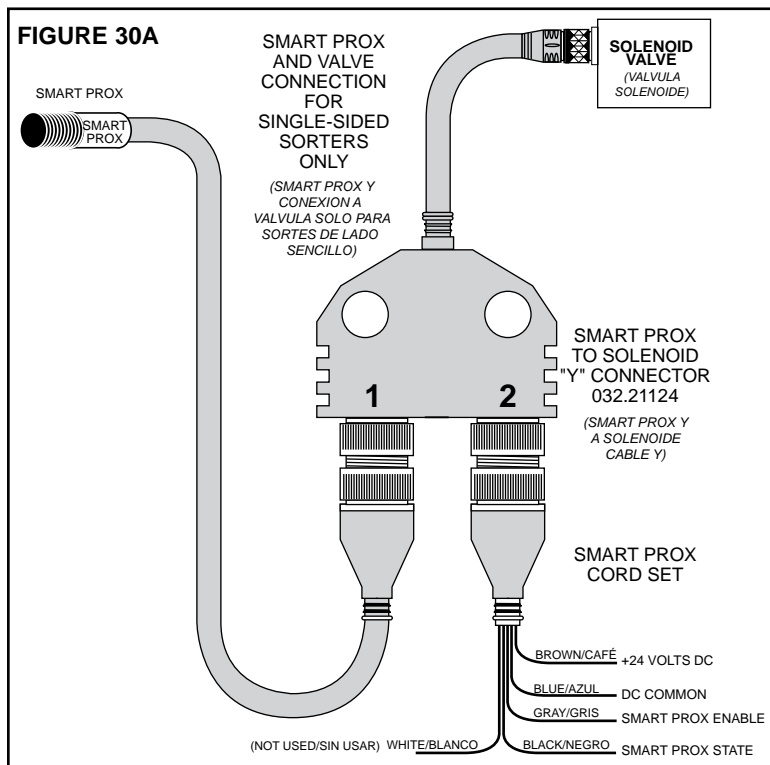 FIGURE 30A
SMART PROX
SMART
PROX
SMART PROX
AND VALVE
CONNECTION
FOR
SINGLE-SIDED
SORTERS
ONLY
(SMART PROX Y
CONEXION A
VALVULA SOLO PARA
SORTES DE LADO
SENCILLO)
SOLENOID
VALVE
(VALVULA
SOLENOIDE)
1
2
SMART PROX
TO SOLENOID
"Y" CONNECTOR
032.21124
(SMART PROX Y
A SOLENOIDE
CABLE Y)
SMART PROX
CORD SET
BROWN/CAFÉ +24 VOLTS DC
BLUE/AZUL DC COMMON
GRAY/GRIS SMART PROX ENABLE
(NOT USED/SIN USAR) WHITE/BLANCO BLACK/NEGRO SMART PROX STATE